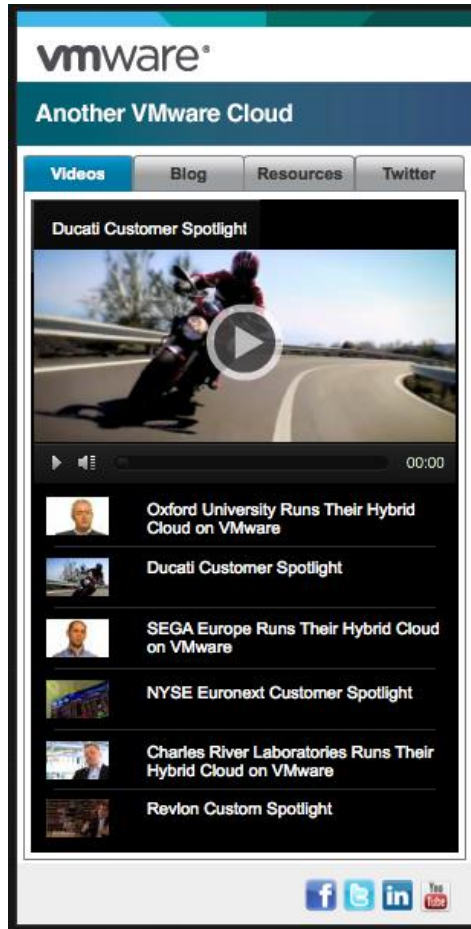 vmware®
Another VMware Cloud
Videos
Blog
Resources
Twitter
Ducati Customer Spotlight
00:00
Oxford University Runs Their Hybrid
Cloud on VMware
Ducati Customer Spotlight
SEGA Europe Runs Their Hybrid Cloud
on VMware
NYSE Euronext Customer Spotlight
Charles River Laboratories Runs Their
Hybrid Cloud on VMware
Revlon Custom Spotlight
f
t
in
You
Tube